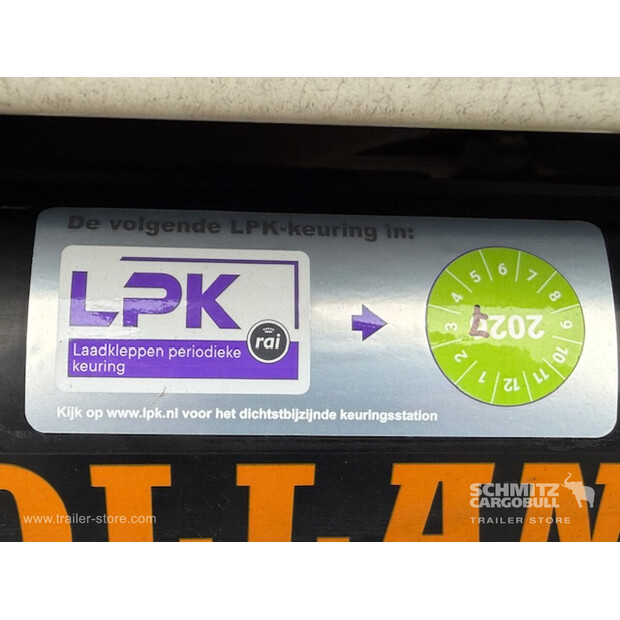 De volgende LPK-keuring in:
LPK
Laadkleppen periodieke
keuring
rai
1 2 3 4 5 6 7 8 9 10 11 12
2027
Kijk op www.lpk.nl voor het dichtstbijzijnde keuringsstation
OLLAN
www.trailer-store.com
SCHMITZ
CARGOBULL
TRAILER STORE